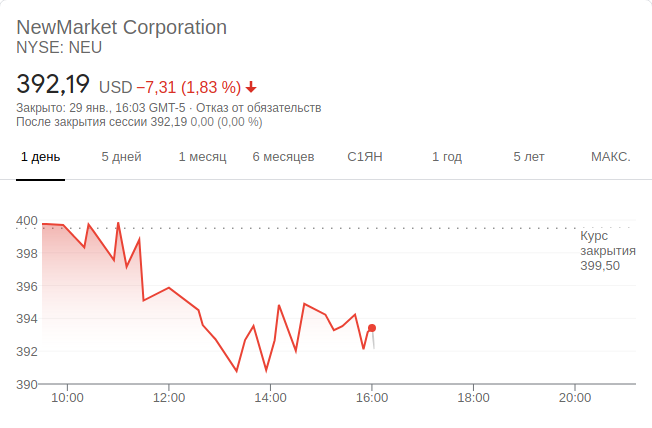 NewMarket Corporation
NYSE: NEU
392,19 USD −7,31 (1,83 %)
Закрыто: 29 янв., 16:03 GMT-5 · Отказ от обязательств
После закрытия сессии 392,19 0,00 (0,00 %)
1 день 5 дней 1 месяц 6 месяцев С1ЯН 1 год 5 лет МАКС.
400
Курс
закрытия
399,50
398
396
394
392
390
10:00 12:00 14:00 16:00 18:00 20:00